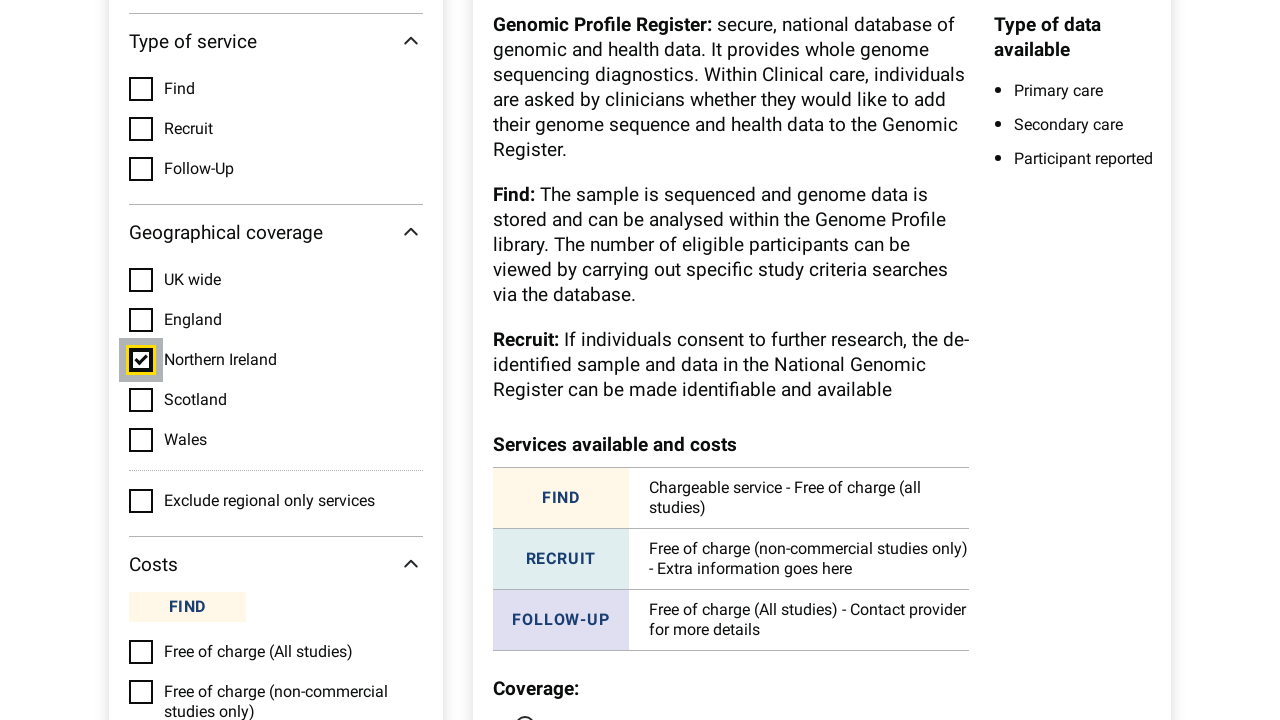 Type of service
Find
Recruit
Follow-Up
Geographical coverage
UK wide
England
Northern Ireland
Scotland
Wales
Exclude regional only services
Costs
FIND
Free of charge (All studies)
Free of charge (non-commercial
studies only)
Genomic Profile Register: secure, national database of
genomic and health data. It provides whole genome
sequencing diagnostics. Within Clinical care, individuals
are asked by clinicians whether they would like to add
their genome sequence and health data to the Genomic
Register.
Find: The sample is sequenced and genome data is
stored and can be analysed within the Genome Profile
library. The number of eligible participants can be
viewed by carrying out specific study criteria searches
via the database.
Recruit: If individuals consent to further research, the de-
identified sample and data in the National Genomic
Register can be made identifiable and available
Services available and costs
FIND
Chargeable service - Free of charge (all
studies)
RECRUIT
Free of charge (non-commercial studies only)
- Extra information goes here
FOLLOW-UP
Free of charge (All studies) - Contact provider
for more details
Coverage:
Type of data
available
Primary care
Secondary care
Participant reported